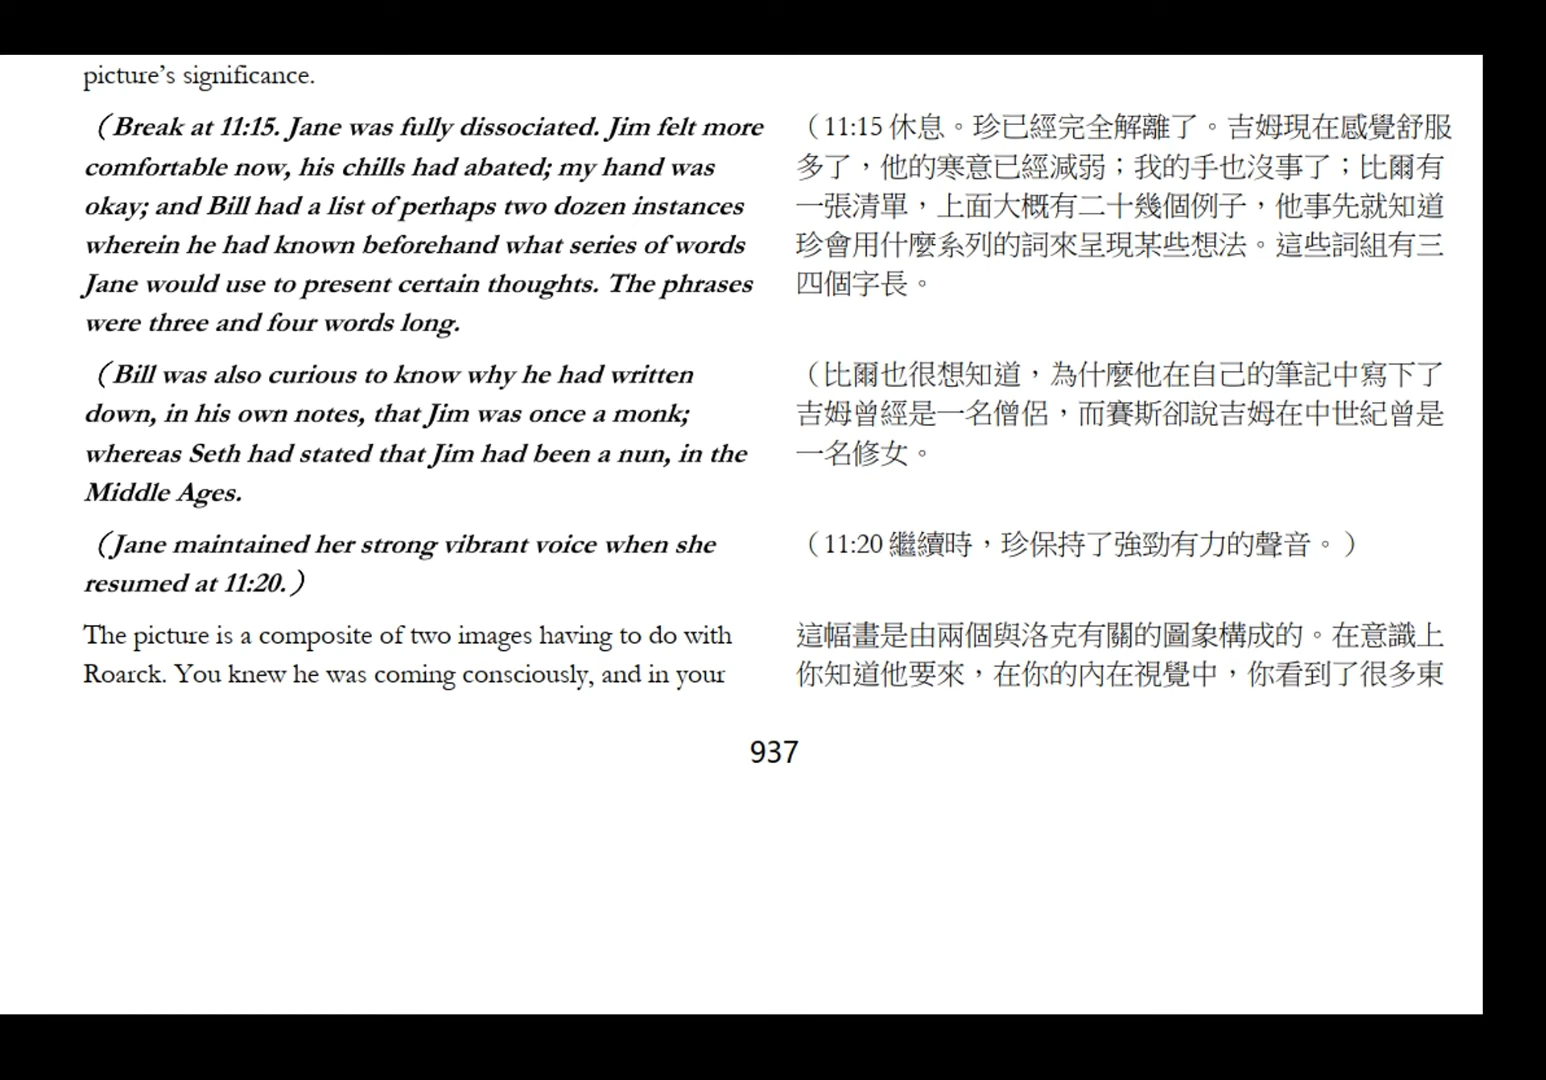 picture’s significance.
（Break at 11:15. Jane was fully dissociated. Jim felt more
comfortable now, his chills had abated; my hand was
okay; and Bill had a list of perhaps two dozen instances
wherein he had known beforehand what series of words
Jane would use to present certain thoughts. The phrases
were three and four words long.
（11:15 休息。珍已經完全解離了。吉姆現在感覺舒服
多了，他的寒意已經減弱；我的手也沒事了；比爾有
一張清單，上面大概有二十幾個例子，他事先就知道
珍會用什麼系列的詞來呈現某些想法。這些詞組有三
四個字長。
（Bill was also curious to know why he had written
down, in his own notes, that Jim was once a monk;
whereas Seth had stated that Jim had been a nun, in the
Middle Ages.
（比爾也很想知道，為什麼他在自己的筆記中寫下了
吉姆曾經是一名僧侶，而賽斯卻說吉姆在中世紀曾是
一名修女。
（Jane maintained her strong vibrant voice when she
resumed at 11:20.）
（11:20 繼續時，珍保持了強勁有力的聲音。）
The picture is a composite of two images having to do with
Roarck. You knew he was coming consciously, and in your
這幅畫是由兩個與洛克有關的圖象構成的。在意識上
你知道他要來，在你的內在視覺中，你看到了很多東
937